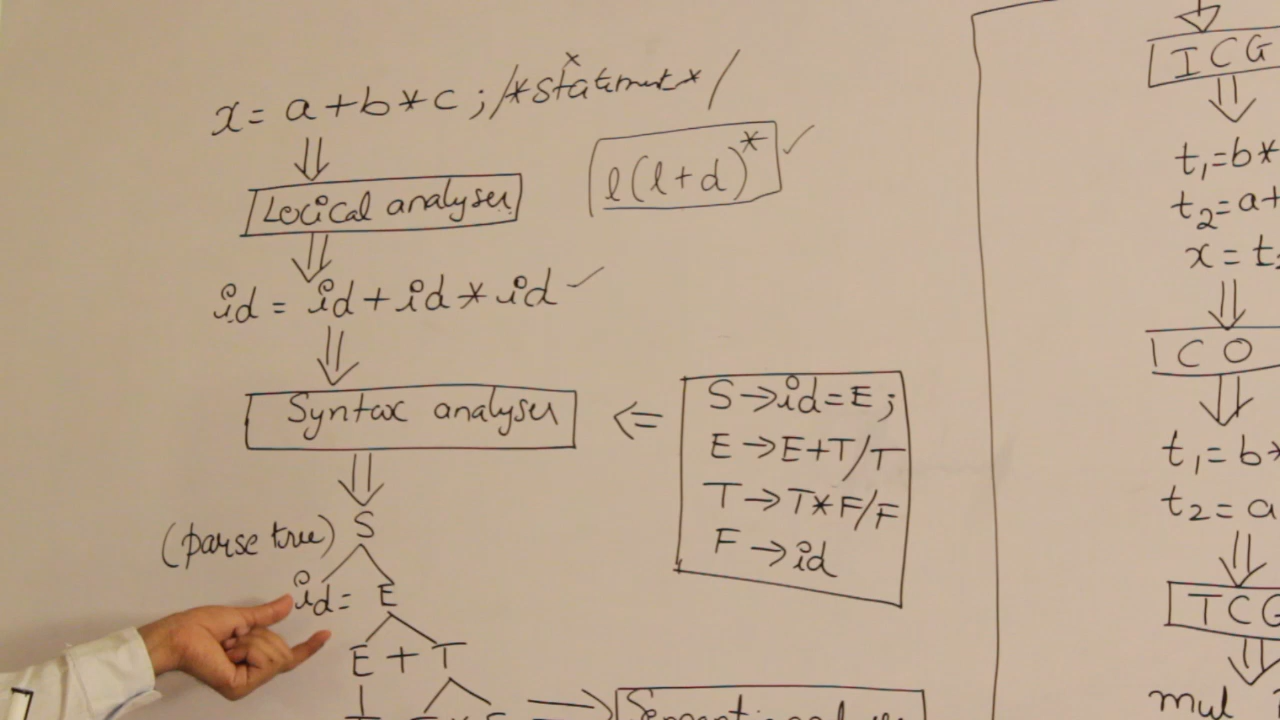 x = a + b * c ; /* statement */
l(l+d)*
Locical analyser
id = id + id * id
Syntax analyser
<=
S → id = E ;
E → E+T/T
T → T*F/F
F → id
(parse tree) S
id = E
E + T
ICG
t₁=b*
t₂=a+
x = t
ICO
t₁=b*
t₂=a
TCG
mul